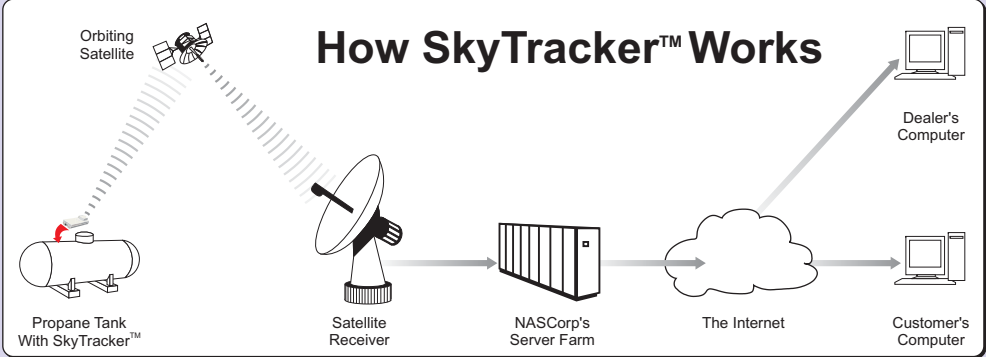 How SkyTracker™ Works
Orbiting
Satellite
Dealer's
Computer
Propane Tank
With SkyTracker™
Satellite
Receiver
NASCorp's
Server Farm
The Internet
Customer's
Computer